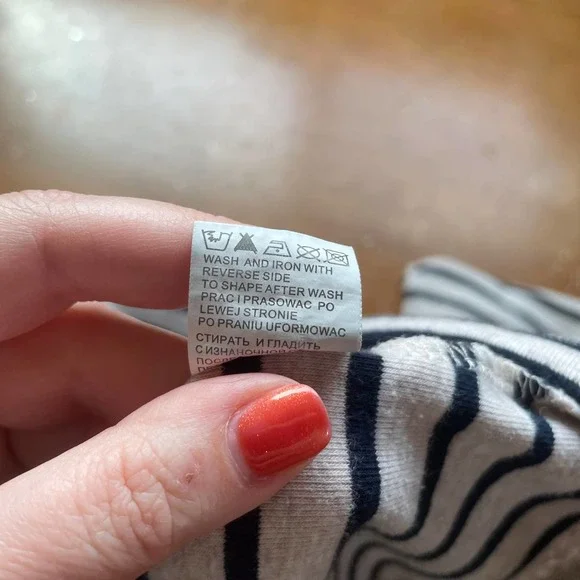 WASH AND IRON WITH
REVERSE SIDE
TO SHAPE AFTER WASH
PRAC I PRASOWAC PO
LEWEJ STRONIE
PO PRANIU UFORMOWAC
СТИРАТЬ И ГЛАДИТЬ
С ИЗНАНОЧНОЙ